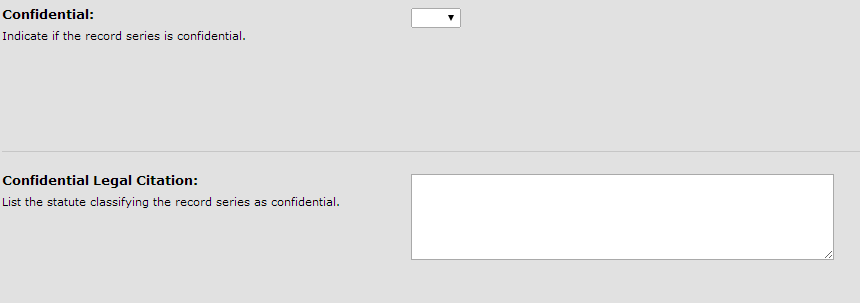 Confidential:
Indicate if the record series is confidential.
Confidential Legal Citation:
List the statute classifying the record series as confidential.